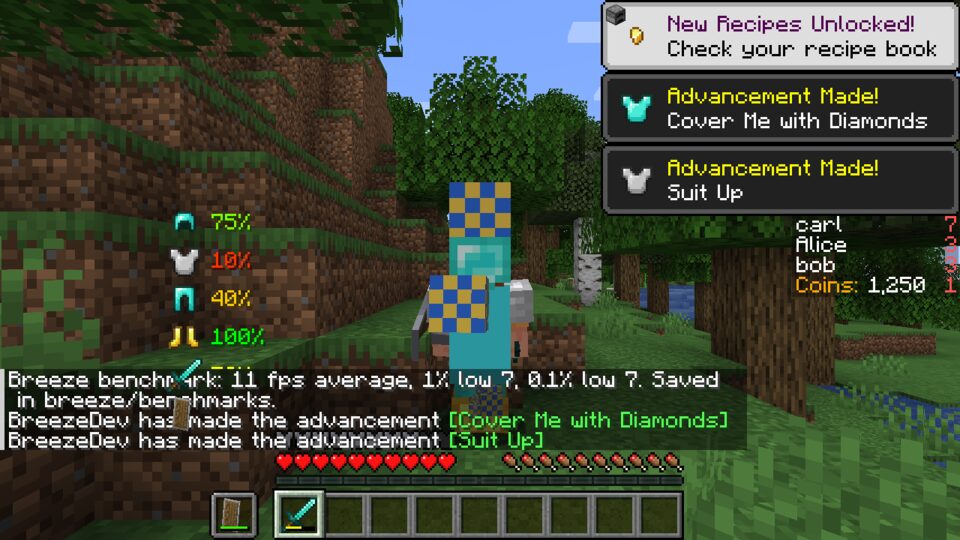 New Recipes Unlocked!
Check your recipe book
Advancement Made!
Cover Me with Diamonds
Advancement Made!
Suit Up
carl 7
Alice
bob
Coins: 1,250 1
75%
10%
40%
100%
Breeze benchmark: 11 fps average, 1% low 7, 0.1% low 7. Saved
in breeze/benchmarks.
BreezeDev has made the advancement [Cover Me with Diamonds]
BreezeDev has made the advancement [Suit Up]